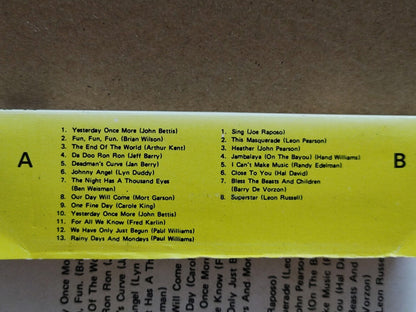 A
1. Yesterday Once More (John Bettis)
2. Fun, Fun, Fun. (Brian Wilson)
3. The End Of The World (Arthur Kent)
4. Da Doo Ron Ron (Jeff Barry)
5. Deadman's Curve (Jan Berry)
6. Johnny Angel (Lyn Duddy)
7. The Night Has A Thousand Eyes
(Ben Weisman)
8. Our Day Will Come (Mort Garson)
9. One Fine Day (Carole King)
10. Yesterday Once More (John Bettis)
11. For All We Know (Fred Karlin)
12. We Have Only Just Begun (Paul Williams)
13. Rainy Days And Mondays (Paul Williams)
1. Sing (Joe Raposo)
2. This Masquerade (Leon Pearson)
3. Heather (John Pearson)
4. Jambalaya (On The Bayou) (Hand Williams)
5. I Can't Make Music (Randy Edelman)
6. Close To You (Hal David)
7. Bless The Beasts And Children
(Barry De Vorzon)
8. Superstar (Leon Russell)
B